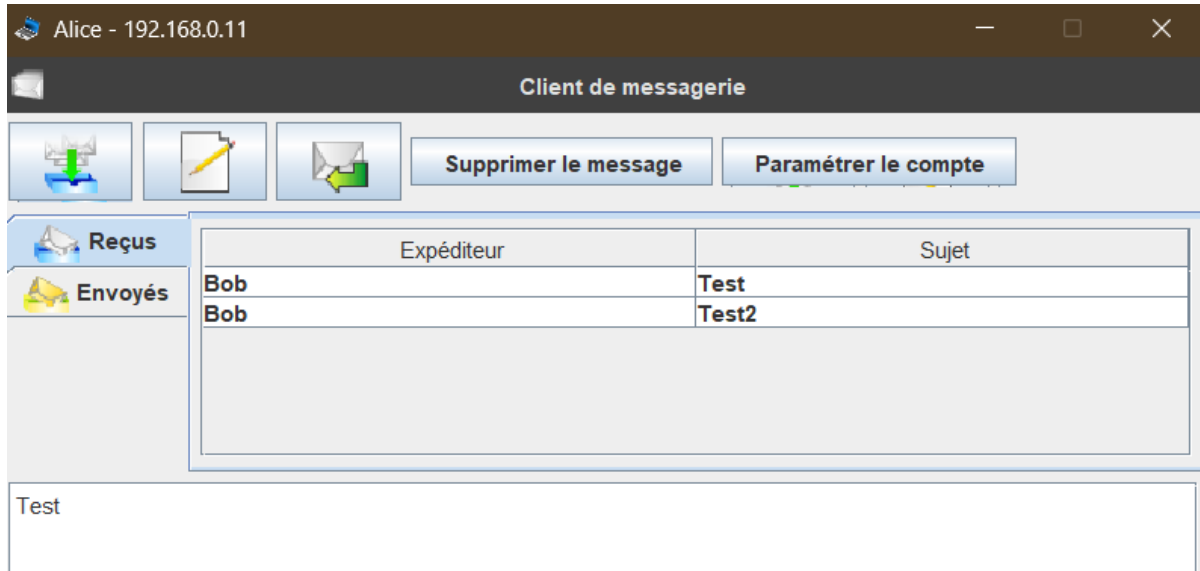 Alice - 192.168.0.11
Client de messagerie
Supprimer le message Paramétrer le compte
Reçus
Envoyés
Expéditeur Sujet
Bob Test
Bob Test2
Test